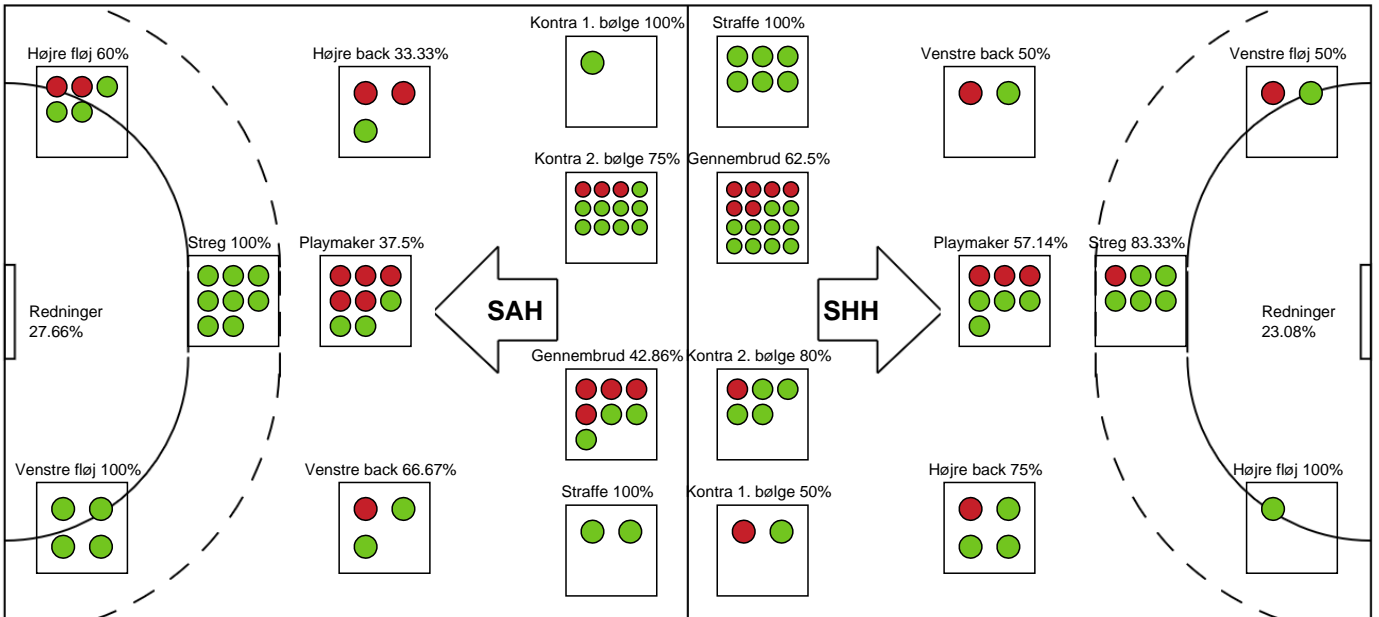 Kontra 1. bølge 100%
Straffe 100%
Højre fløj 60%
Højre back 33.33%
Venstre back 50%
Venstre fløj 50%
Kontra 2. bølge 75%
Gennembrud 62.5%
Streg 100%
Playmaker 37.5%
Playmaker 57.14%
Streg 83.33%
Redninger
27.66%
SAH
SHH
Redninger
23.08%
Gennembrud 42.86%
Kontra 2. bølge 80%
Venstre fløj 100%
Venstre back 66.67%
Højre back 75%
Højre fløj 100%
Straffe 100%
Kontra 1. bølge 50%